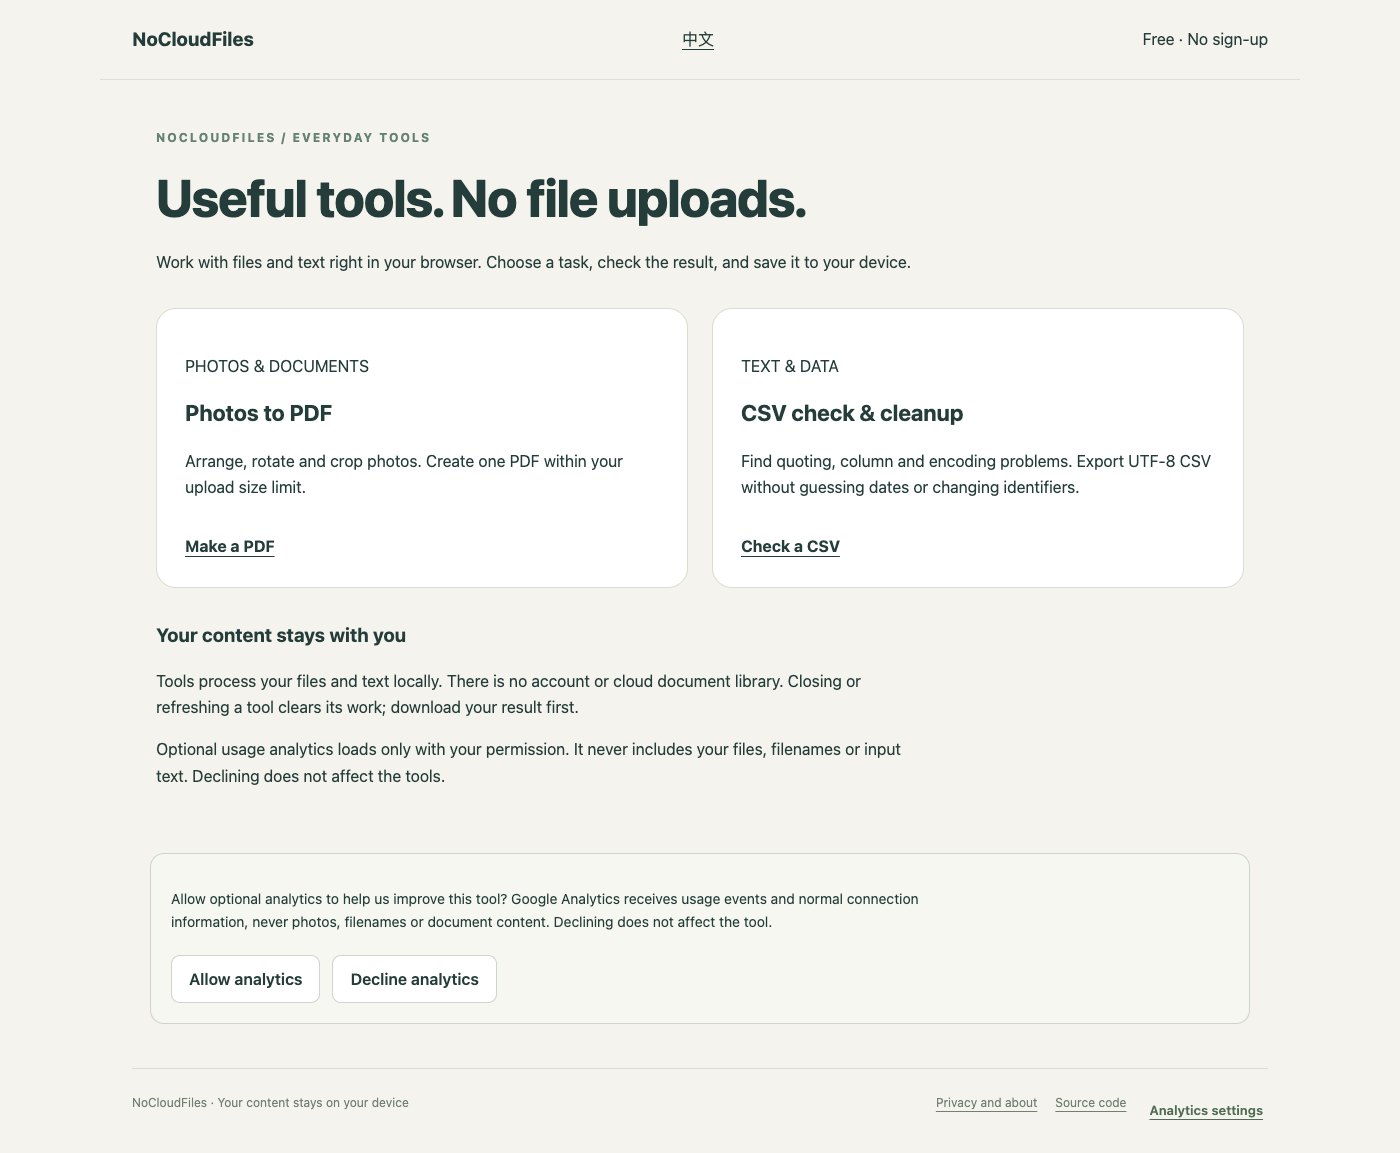 NoCloudFiles
中文
Free · No sign-up
NOCLOUDFILES / EVERYDAY TOOLS
Useful tools. No file uploads.
Work with files and text right in your browser. Choose a task, check the result, and save it to your device.
PHOTOS & DOCUMENTS
Photos to PDF
Arrange, rotate and crop photos. Create one PDF within your
upload size limit.
Make a PDF
TEXT & DATA
CSV check & cleanup
Find quoting, column and encoding problems. Export UTF-8 CSV
without guessing dates or changing identifiers.
Check a CSV
Your content stays with you
Tools process your files and text locally. There is no account or cloud document library. Closing or
refreshing a tool clears its work; download your result first.
Optional usage analytics loads only with your permission. It never includes your files, filenames or input
text. Declining does not affect the tools.
Allow optional analytics to help us improve this tool? Google Analytics receives usage events and normal connection
information, never photos, filenames or document content. Declining does not affect the tool.
Allow analytics
Decline analytics
NoCloudFiles · Your content stays on your device
Privacy and about
Source code
Analytics settings